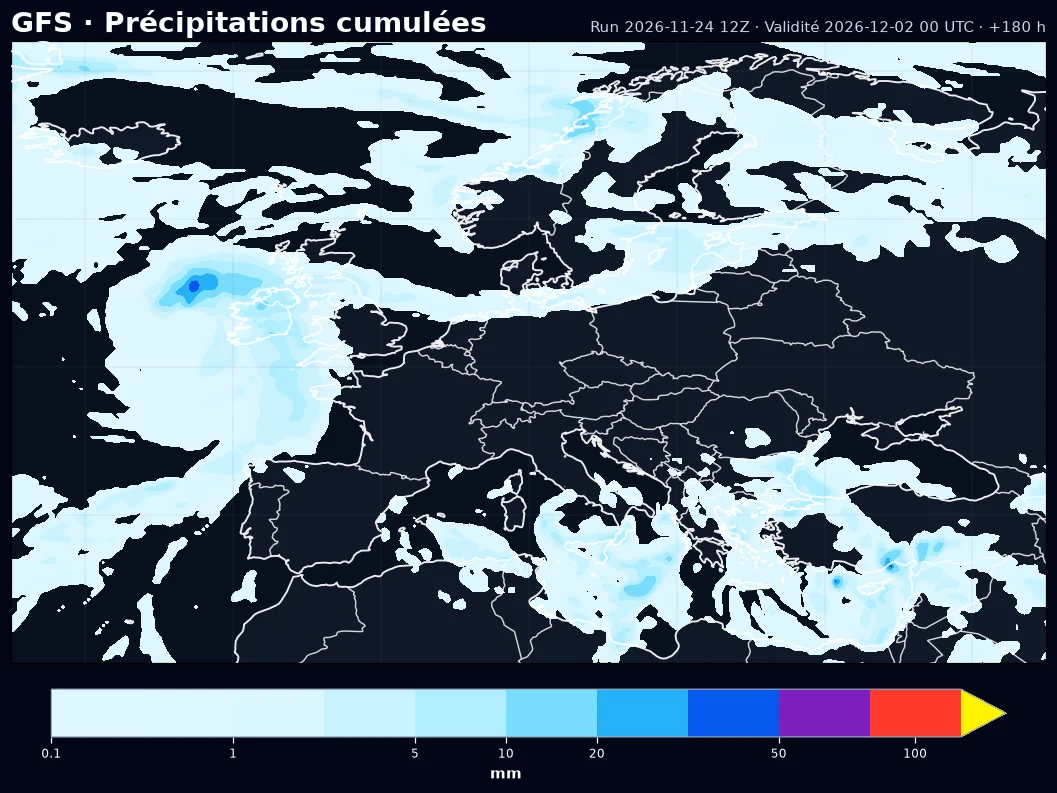 GFS · Précipitations cumulées
Run 2026-11-24 12Z · Validité 2026-12-02 00 UTC · +180 h
0.1 1 5 10 20 50 100
mm